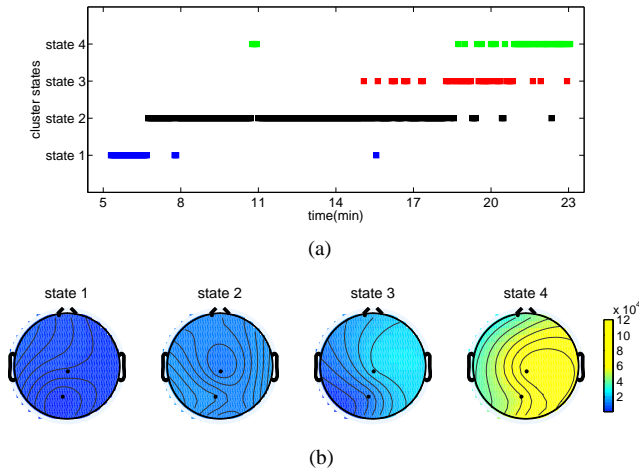 state 4
state 3
state 2
state 1
cluster states
5 8 11 14 17 20 23
time(min)
(a)
state 1 state 2 state 3 state 4
x 10⁴
12
10
8
6
4
2
(b)